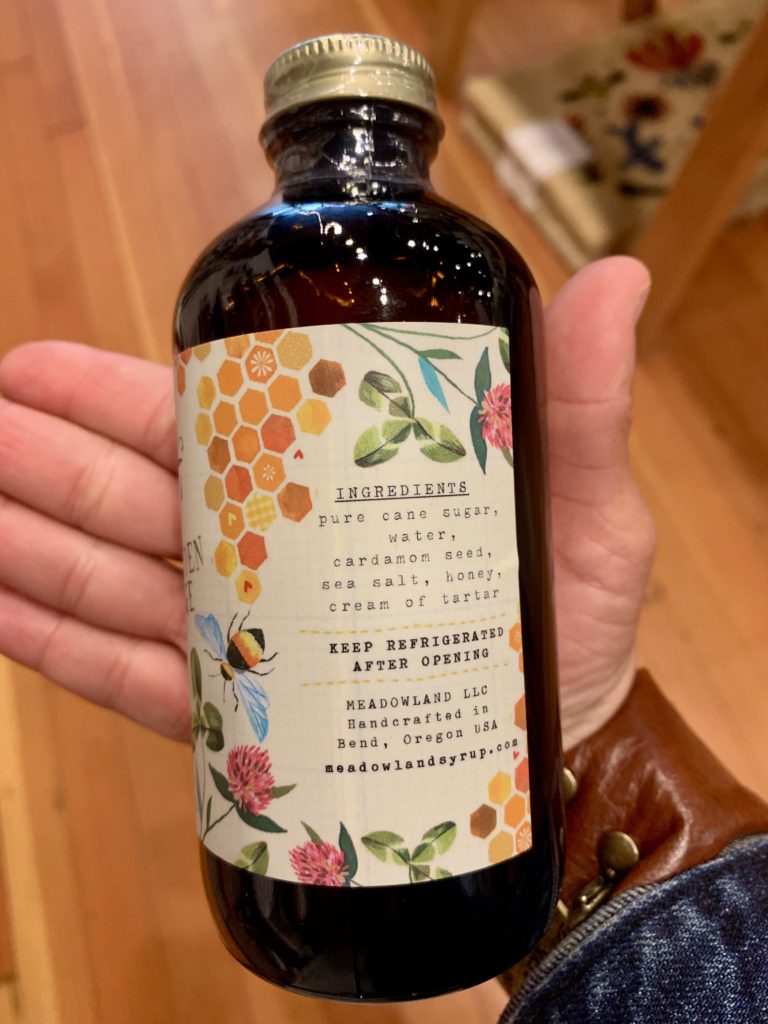 INGREDIENTS
pure cane sugar,
water,
cardamom seed,
sea salt, honey,
cream of tartar
KEEP REFRIGERATED
AFTER OPENING
MEADOWLAND LLC
Handcrafted in
Bend, Oregon USA
meadowlandsyrup.com